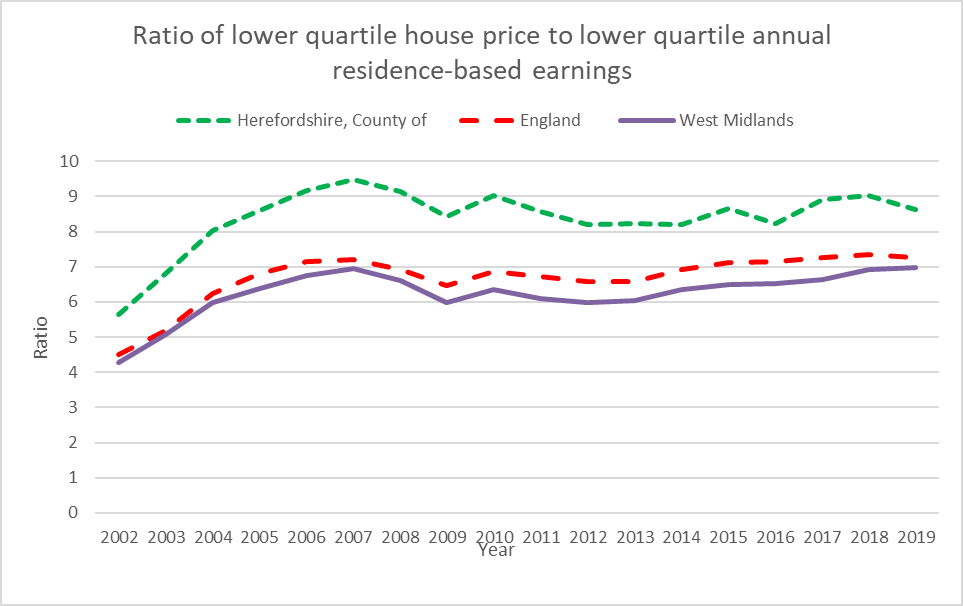 Ratio of lower quartile house price to lower quartile annual
residence-based earnings
Herefordshire, County of England West Midlands
10
9
8
7
6
5
4
3
2
1
0
Ratio
2002 2003 2004 2005 2006 2007 2008 2009 2010 2011 2012 2013 2014 2015 2016 2017 2018 2019
Year